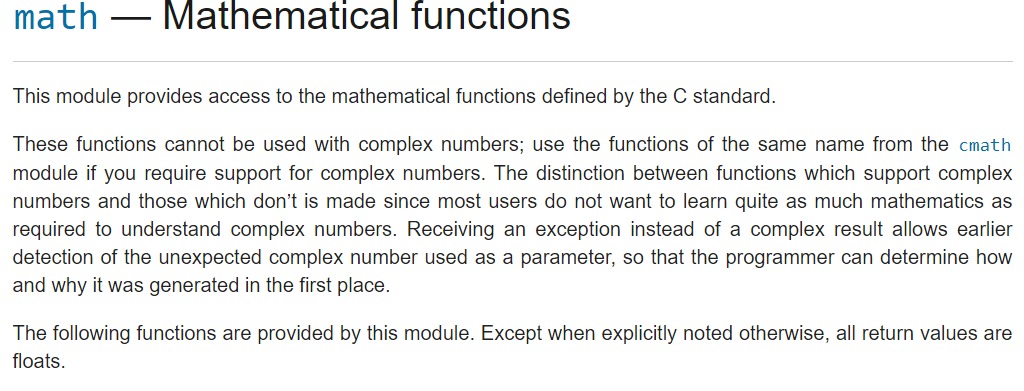 math — Mathematical functions
This module provides access to the mathematical functions defined by the C standard.
These functions cannot be used with complex numbers; use the functions of the same name from the cmath
module if you require support for complex numbers. The distinction between functions which support complex
numbers and those which don’t is made since most users do not want to learn quite as much mathematics as
required to understand complex numbers. Receiving an exception instead of a complex result allows earlier
detection of the unexpected complex number used as a parameter, so that the programmer can determine how
and why it was generated in the first place.
The following functions are provided by this module. Except when explicitly noted otherwise, all return values are
floats.